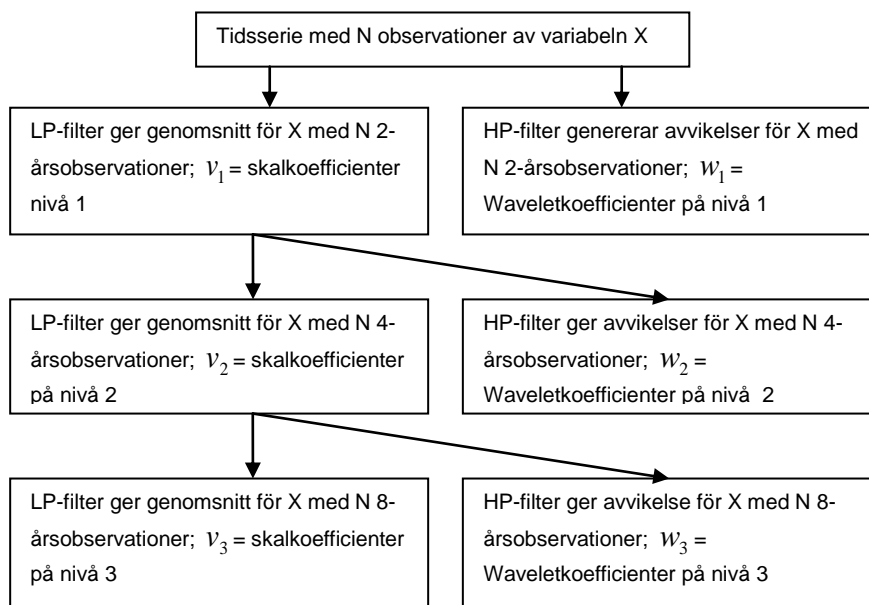 Tidsserie med N observationer av variabeln X
LP-filter ger genomsnitt för X med N 2-
årsobservationer; v1 = skalkoefficienter
nivå 1
HP-filter genererar avvikelser för X med
N 2-årsobservationer; w1 =
Waveletkoefficienter på nivå 1
LP-filter ger genomsnitt för X med N 4-
årsobservationer; v2 = skalkoefficienter
på nivå 2
HP-filter ger avvikelser för X med N 4-
årsobservationer; w2 =
Waveletkoefficienter på nivå 2
LP-filter ger genomsnitt för X med N 8-
årsobservationer; v3 = skalkoefficienter
på nivå 3
HP-filter ger avvikelse för X med N 8-
årsobservationer; w3 =
Waveletkoefficienter på nivå 3